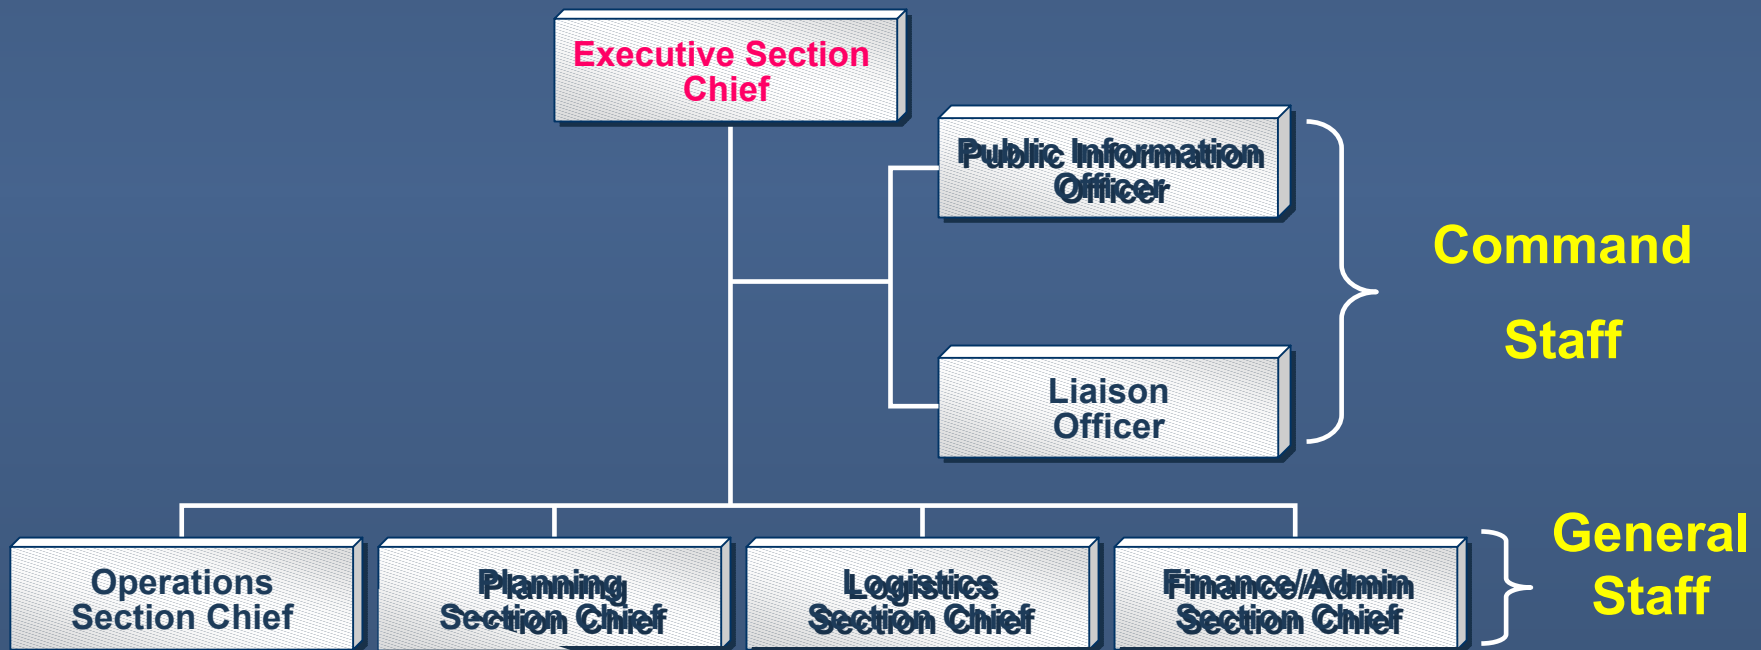 Executive Section
Chief
Public Information
Officer
Command
Staff
Liaison
Officer
Operations
Section Chief
Planning
Section Chief
Logistics
Section Chief
Finance/Admin
Section Chief
General
Staff